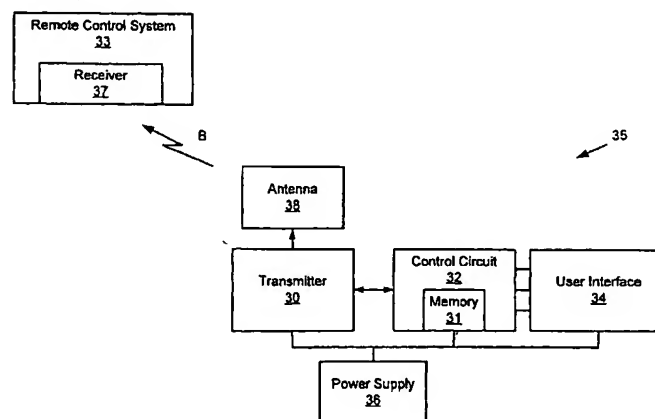 Remote Control System
33
Receiver
37
B
35
Antenna
38
Transmitter
30
Control Circuit
32
Memory
31
User Interface
34
Power Supply
36